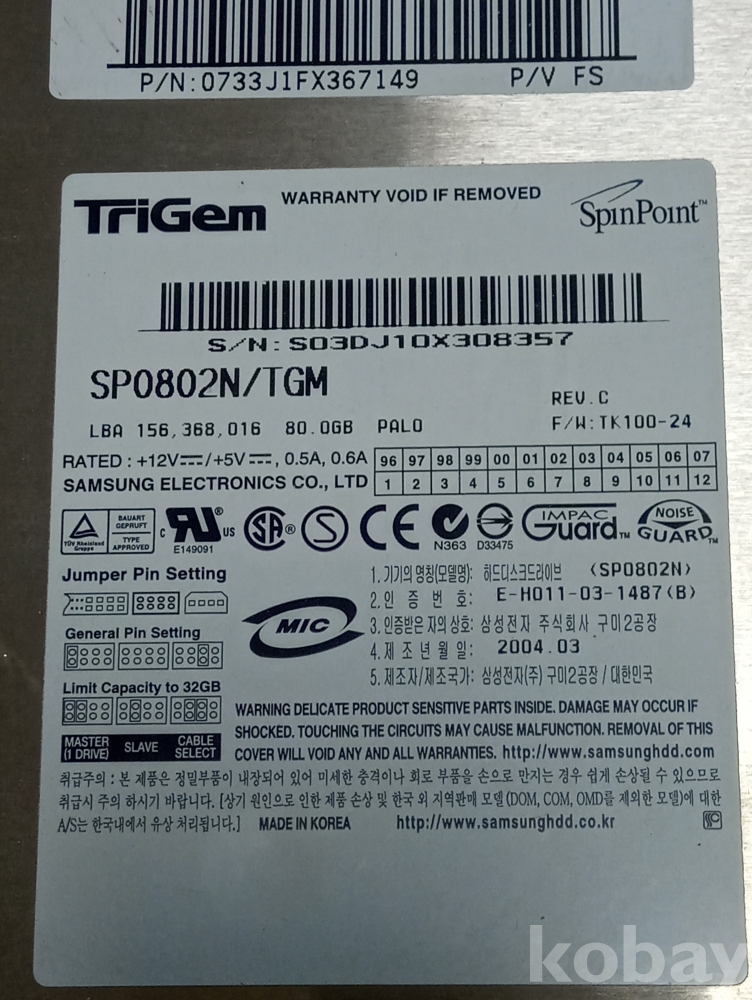 P/N:0733J1FX367149 P/V FS
TriGem WARRANTY VOID IF REMOVED SpinPoint™
S/N:S03DJ10X308357
SP0802N/TGM
REV.C
LBA 156,368,016 80.0GB PALO F/W:TK100-24
RATED : +12V⎓/+5V⎓, 0.5A, 0.6A 96 97 98 99 00 01 02 03 04 05 06 07
SAMSUNG ELECTRONICS CO., LTD 1 2 3 4 5 6 7 8 9 10 11 12
TÜV Rheinland Gruppe BAUART GEPRUFT TYPE APPROVED c RU® US E149091 SA® S CE N363 D33475 IMPAC Guard™ NOISE GUARD™
Jumper Pin Setting
General Pin Setting
Limit Capacity to 32GB
MASTER (1 DRIVE) SLAVE CABLE SELECT
MIC
1. 기기의 명칭(모델명): 하드디스크드라이브 (SP0802N)
2. 인 증 번 호: E-H011-03-1487(B)
3. 인증받은 자의 상호: 삼성전자 주식회사 구미2공장
4. 제 조 년 월 일: 2004.03
5. 제조자/제조국가: 삼성전자(주) 구미2공장 / 대한민국
WARNING DELICATE PRODUCT SENSITIVE PARTS INSIDE. DAMAGE MAY OCCUR IF
SHOCKED. TOUCHING THE CIRCUITS MAY CAUSE MALFUNCTION. REMOVAL OF THIS
COVER WILL VOID ANY AND ALL WARRANTIES. http://www.samsunghdd.com
취급주의 : 본 제품은 정밀부품이 내장되어 있어 미세한 충격이나 회로 부품을 손으로 만지는 경우 쉽게 손상될 수 있으므로
취급시 주의 하시기 바랍니다. [상기 원인으로 인한 제품 손상 및 한국 외 지역판매 모델(DOM, COM, OMD를 제외한 모델)에 대한
A/S는 한국내에서 유상 처리됩니다.] MADE IN KOREA http://www.samsunghdd.co.kr
kobay